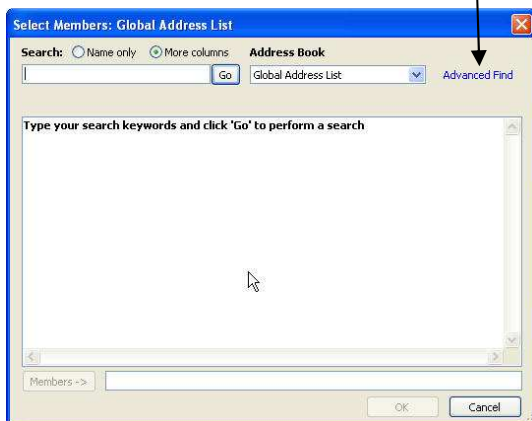 Select Members: Global Address List
Search: Name only More columns Address Book
Go Global Address List Advanced Find
Type your search keywords and click 'Go' to perform a search
Members ->
OK Cancel